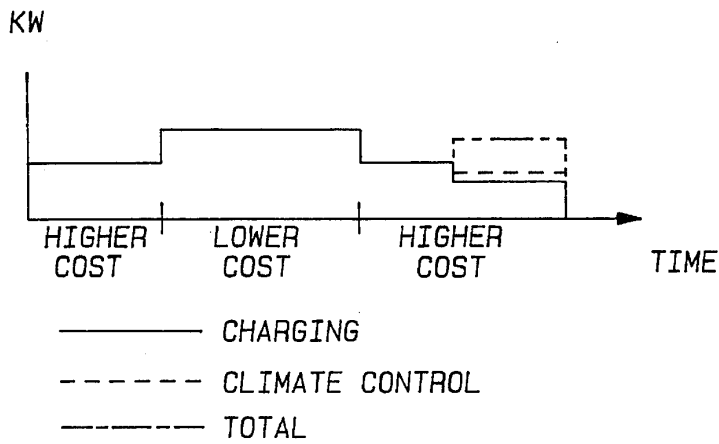 KW
HIGHER COST
LOWER COST
HIGHER COST
TIME
CHARGING
CLIMATE CONTROL
TOTAL